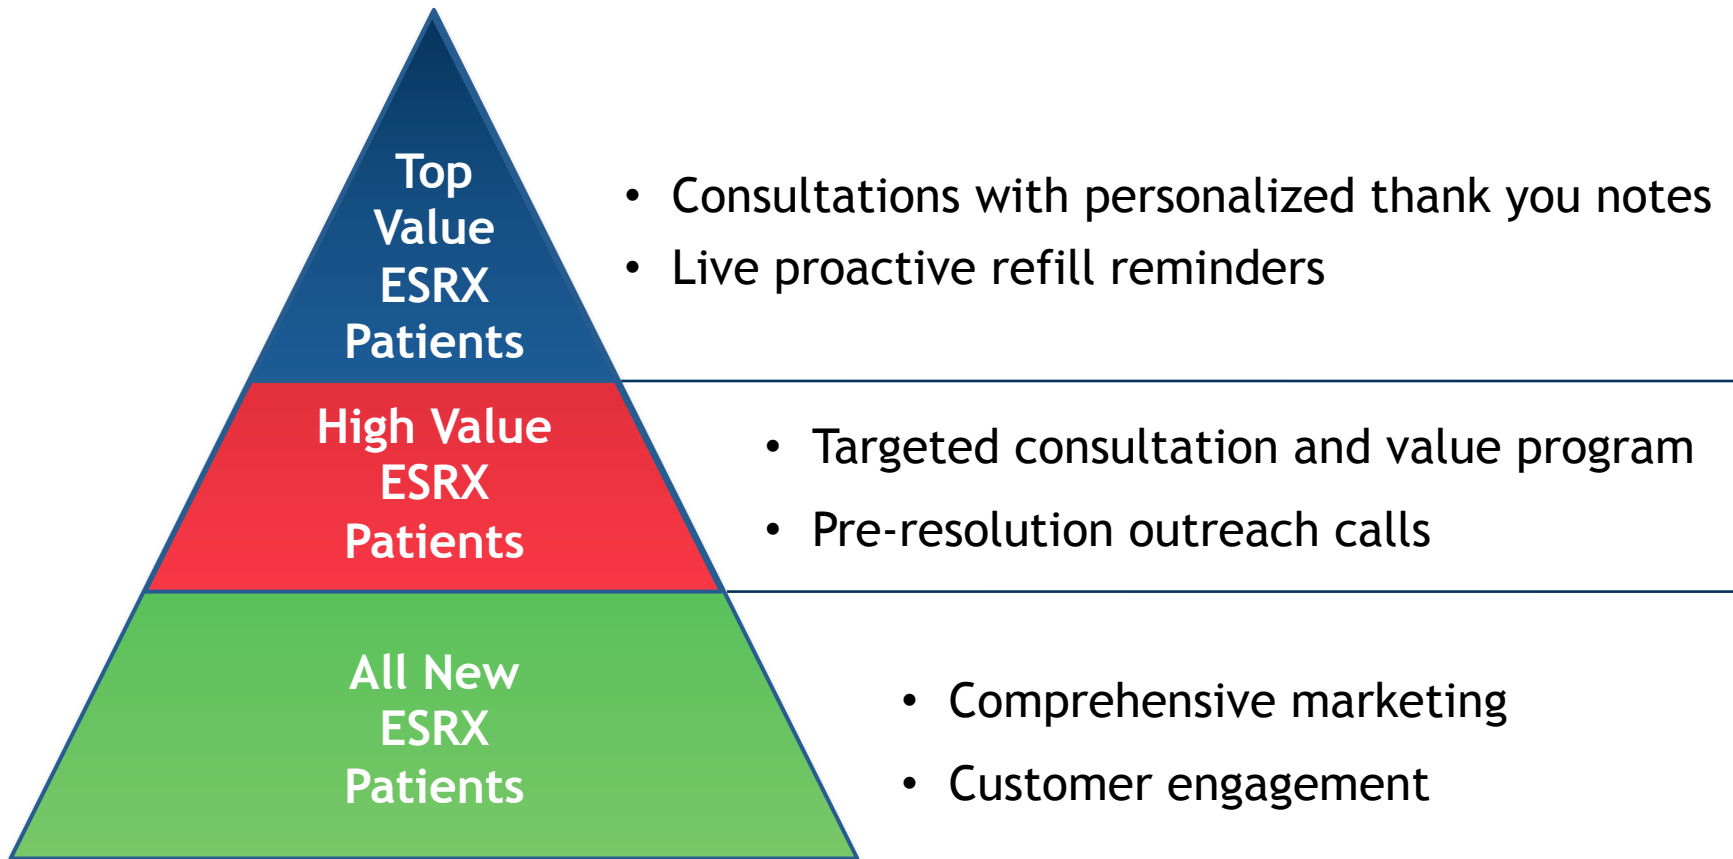 Top
Value
ESRX
Patients
• Consultations with personalized thank you notes
• Live proactive refill reminders
High Value
ESRX
Patients
• Targeted consultation and value program
• Pre-resolution outreach calls
All New
ESRX
Patients
• Comprehensive marketing
• Customer engagement